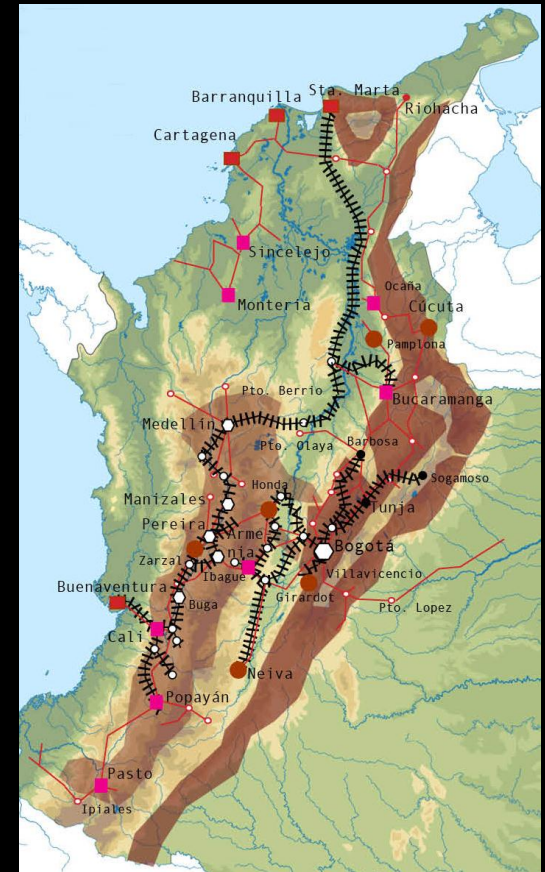 Sta. Marta
Barranquilla
Riohacha
Cartagena
Sincelejo
Ocaña
Montería
Cúcuta
Pamplona
Pto. Berrio
Bucaramanga
Medellín
Pto. Olaya
Barbosa
Honda
Sogamoso
Manizales
Tunja
Pereira
Arme
nia
Bogotá
Zarzal
Ibague
Villavicencio
Buenaventura
Buga
Girardot
Pto. Lopez
Cali
Neiva
Popayán
Pasto
Ipiales